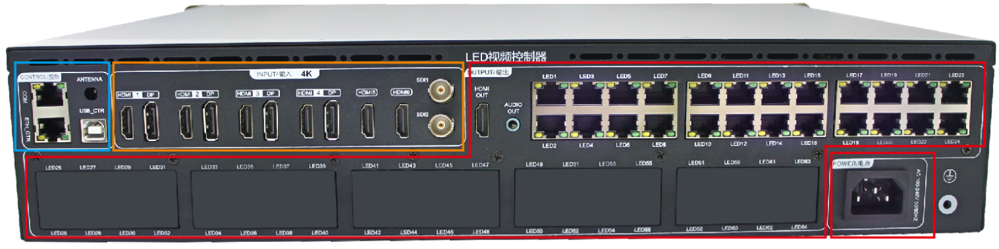 LED视频控制器
CONTROL/控制
ANTENNA
COM
USB_CTR
ETH_CTR
INPUT/输入 4K
HDMI 1 DP
HDMI 2 DP
HDMI 3 DP
HDMI 4 DP
HDMI5
HDMI6
SDI1
SDI2
OUTPUT/输出
HDMI
OUT
AUDIO
OUT
LED1 LED3 LED5 LED7
LED9 LED11 LED13 LED15
LED17 LED19 LED21 LED23
LED2 LED4 LED6 LED8
LED10 LED12 LED14 LED16
LED18 LED20 LED22 LED24
LED25 LED27 LED29 LED31
LED33 LED35 LED37 LED39
LED41 LED43 LED45 LED47
LED49 LED51 LED53 LED55
LED59 LED61 LED63
LED26 LED28 LED30 LED32
LED34 LED36 LED38 LED40
LED42 LED44 LED46 LED48
LED50 LED52 LED54 LED56
LED60 LED62 LED64
POWER/电源
AC 100-240V 50/60HZ